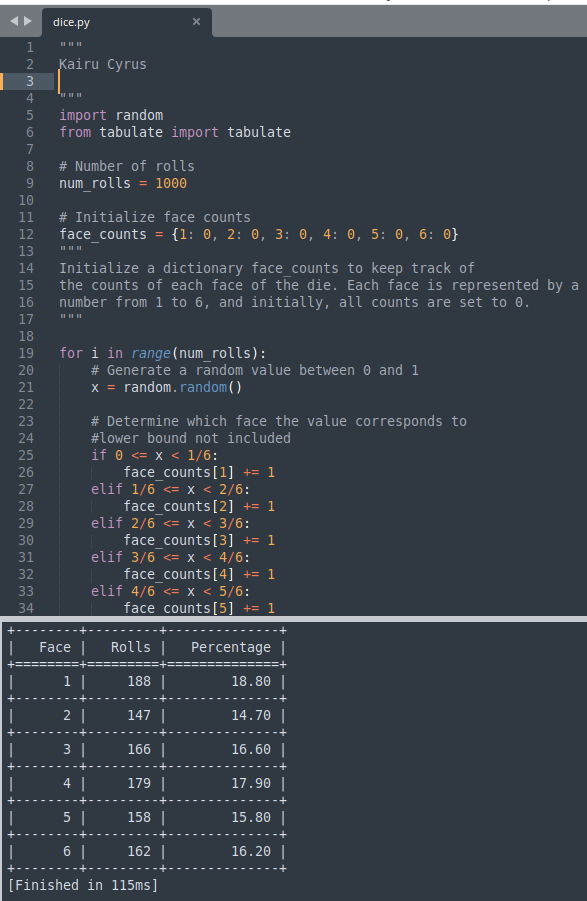 dice.py ×
1 """
2 Kairu Cyrus
3
4 """
5 import random
6 from tabulate import tabulate
7
8 # Number of rolls
9 num_rolls = 1000
10
11 # Initialize face counts
12 face_counts = {1: 0, 2: 0, 3: 0, 4: 0, 5: 0, 6: 0}
13 """
14 Initialize a dictionary face_counts to keep track of
15 the counts of each face of the die. Each face is represented by a
16 number from 1 to 6, and initially, all counts are set to 0.
17 """
18
19 for i in range(num_rolls):
20     # Generate a random value between 0 and 1
21     x = random.random()
22
23     # Determine which face the value corresponds to
24     #lower bound not included
25     if 0 <= x < 1/6:
26         face_counts[1] += 1
27     elif 1/6 <= x < 2/6:
28         face_counts[2] += 1
29     elif 2/6 <= x < 3/6:
30         face_counts[3] += 1
31     elif 3/6 <= x < 4/6:
32         face_counts[4] += 1
33     elif 4/6 <= x < 5/6:
34         face_counts[5] += 1
+--------+---------+--------------+
|   Face |   Rolls |   Percentage |
+========+=========+==============+
|      1 |     188 |        18.80 |
+--------+---------+--------------+
|      2 |     147 |        14.70 |
+--------+---------+--------------+
|      3 |     166 |        16.60 |
+--------+---------+--------------+
|      4 |     179 |        17.90 |
+--------+---------+--------------+
|      5 |     158 |        15.80 |
+--------+---------+--------------+
|      6 |     162 |        16.20 |
+--------+---------+--------------+
[Finished in 115ms]